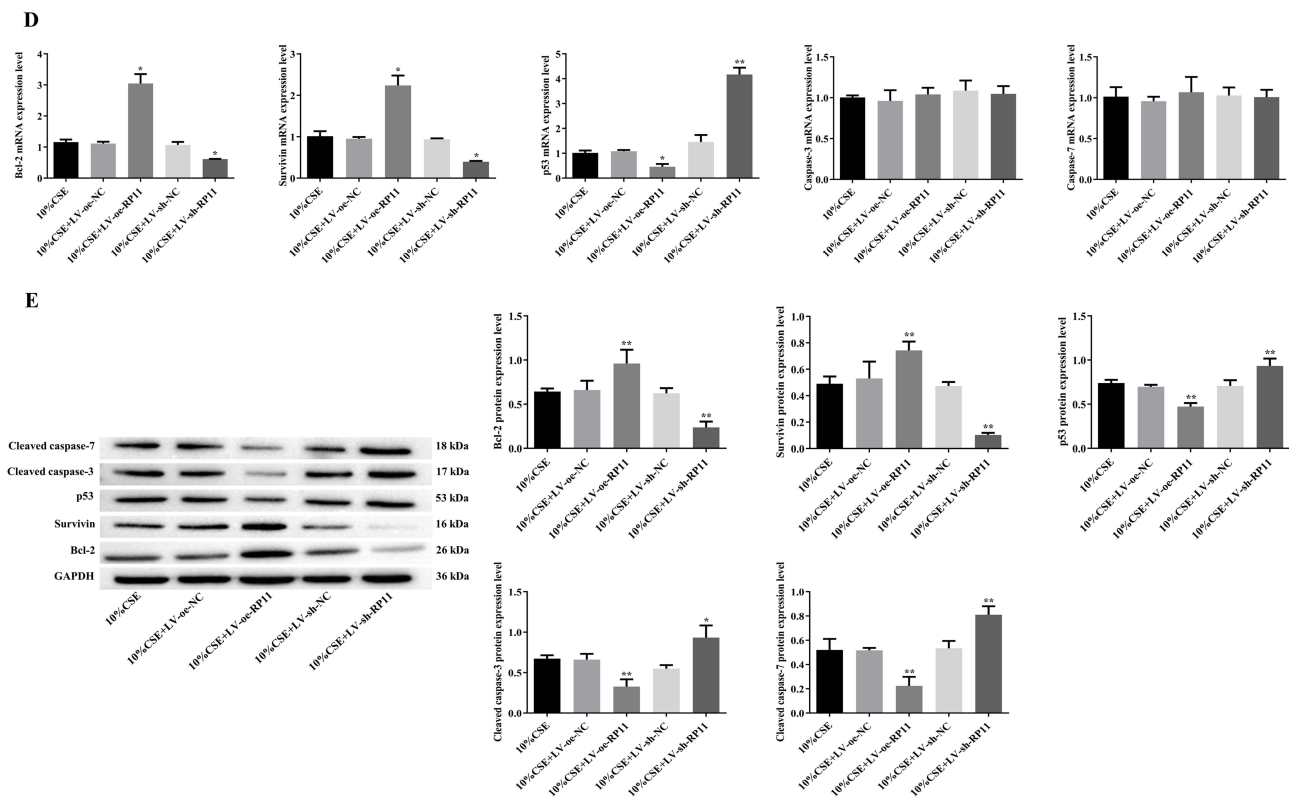 D
Bcl-2 mRNA expression level
4
3
2
1
0
*
*
10%CSE
10%CSE+LV-oe-NC
10%CSE+LV-oe-RP11
10%CSE+LV-sh-NC
10%CSE+LV-sh-RP11
Survivin mRNA expression level
3
2
1
0
*
*
10%CSE
10%CSE+LV-oe-NC
10%CSE+LV-oe-RP11
10%CSE+LV-sh-NC
10%CSE+LV-sh-RP11
p53 mRNA expression level
5
4
3
2
1
0
*
**
10%CSE
10%CSE+LV-oe-NC
10%CSE+LV-oe-RP11
10%CSE+LV-sh-NC
10%CSE+LV-sh-RP11
Caspase-3 mRNA expression level
1.5
1.0
0.5
0.0
10%CSE
10%CSE+LV-oe-NC
10%CSE+LV-oe-RP11
10%CSE+LV-sh-NC
10%CSE+LV-sh-RP11
Caspase-7 mRNA expression level
1.5
1.0
0.5
0.0
10%CSE
10%CSE+LV-oe-NC
10%CSE+LV-oe-RP11
10%CSE+LV-sh-NC
10%CSE+LV-sh-RP11
E
Cleaved caspase-7 18 kDa
Cleaved caspase-3 17 kDa
p53 53 kDa
Survivin 16 kDa
Bcl-2 26 kDa
GAPDH 36 kDa
10%CSE
10%CSE+LV-oe-NC
10%CSE+LV-oe-RP11
10%CSE+LV-sh-NC
10%CSE+LV-sh-RP11
Bcl-2 protein expression level
1.5
1.0
0.5
0.0
**
**
10%CSE
10%CSE+LV-oe-NC
10%CSE+LV-oe-RP11
10%CSE+LV-sh-NC
10%CSE+LV-sh-RP11
Survivin protein expression level
1.0
0.8
0.6
0.4
0.2
0.0
**
**
10%CSE
10%CSE+LV-oe-NC
10%CSE+LV-oe-RP11
10%CSE+LV-sh-NC
10%CSE+LV-sh-RP11
p53 protein expression level
1.5
1.0
0.5
0.0
**
**
10%CSE
10%CSE+LV-oe-NC
10%CSE+LV-oe-RP11
10%CSE+LV-sh-NC
10%CSE+LV-sh-RP11
Cleaved caspase-3 protein expression level
1.5
1.0
0.5
0.0
**
*
10%CSE
10%CSE+LV-oe-NC
10%CSE+LV-oe-RP11
10%CSE+LV-sh-NC
10%CSE+LV-sh-RP11
Cleaved caspase-7 protein expression level
1.0
0.8
0.6
0.4
0.2
0.0
**
**
10%CSE
10%CSE+LV-oe-NC
10%CSE+LV-oe-RP11
10%CSE+LV-sh-NC
10%CSE+LV-sh-RP11